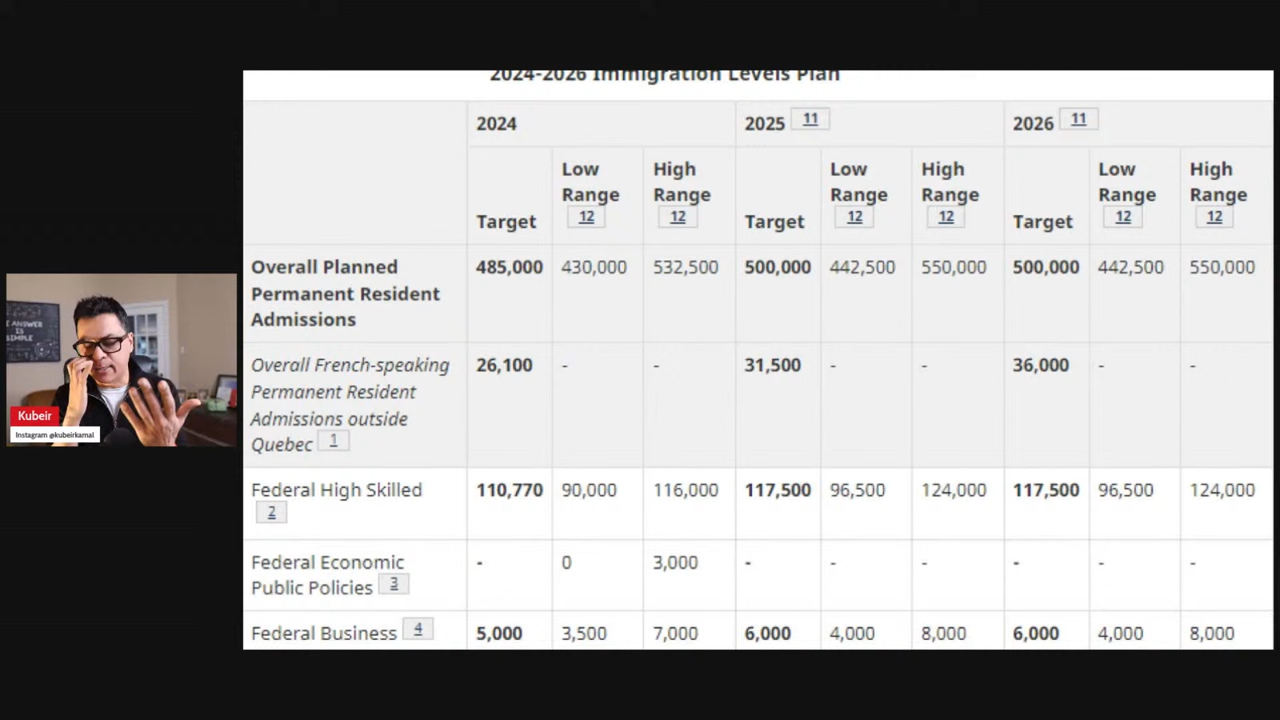 2024-2026 Immigration Levels Plan
2024 2025 11 2026 11
Target Low Range 12 High Range 12 Target Low Range 12 High Range 12 Target Low Range 12 High Range 12
Overall Planned Permanent Resident Admissions 485,000 430,000 532,500 500,000 442,500 550,000 500,000 442,500 550,000
Overall French-speaking Permanent Resident Admissions outside Quebec 1 26,100 - - 31,500 - - 36,000 - -
Federal High Skilled 2 110,770 90,000 116,000 117,500 96,500 124,000 117,500 96,500 124,000
Federal Economic Public Policies 3 - 0 3,000 - - - - - -
Federal Business 4 5,000 3,500 7,000 6,000 4,000 8,000 6,000 4,000 8,000
ANSWER
IS
SIMPLE
Kubeir
Instagram @kubeirkamal